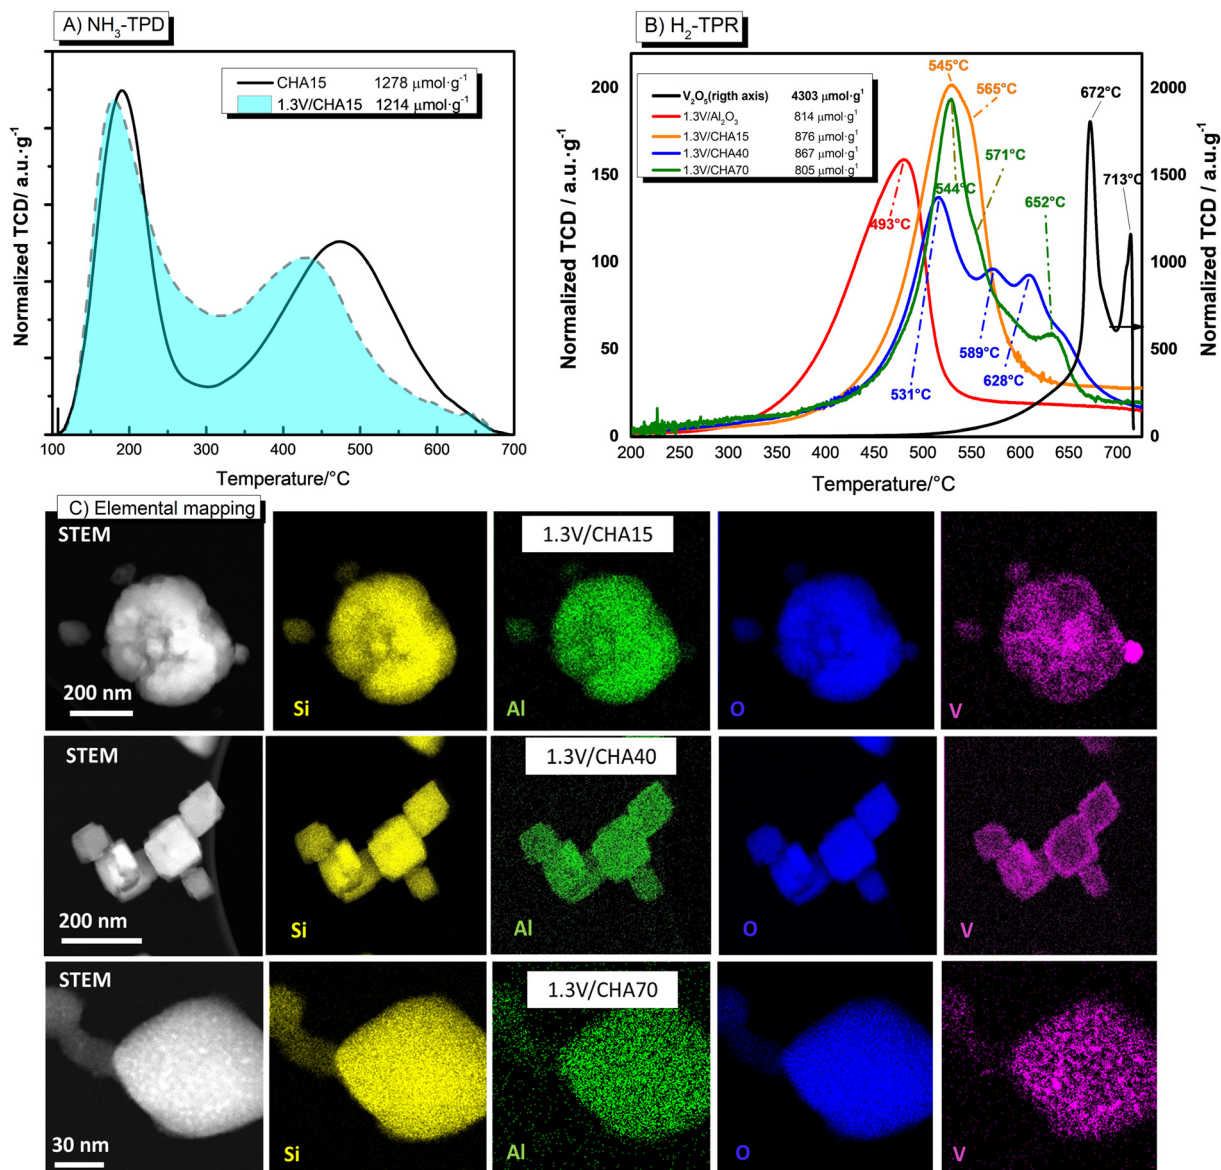 A) NH₃-TPD
CHA15 1278 μmol·g⁻¹
1.3V/CHA15 1214 μmol·g⁻¹
Normalized TCD/ a.u.·g⁻¹
100 200 300 400 500 600 700
Temperature/°C
B) H₂-TPR
V₂O₅(rigth axis) 4303 μmol·g¹
1.3V/Al₂O₃ 814 μmol·g¹
1.3V/CHA15 876 μmol·g¹
1.3V/CHA40 867 μmol·g¹
1.3V/CHA70 805 μmol·g¹
545°C
565°C
672°C
571°C
713°C
544°C
652°C
493°C
589°C
628°C
531°C
200
150
100
50
0
2000
1500
1000
500
0
Normalized TCD / a.u.·g⁻¹
Normalized TCD / a.u.g⁻¹
200 250 300 350 400 450 500 550 600 650 700
Temperature/°C
C) Elemental mapping
STEM
1.3V/CHA15
200 nm
Si
Al
O
V
STEM
1.3V/CHA40
200 nm
Si
Al
O
V
STEM
1.3V/CHA70
30 nm
Si
Al
O
V